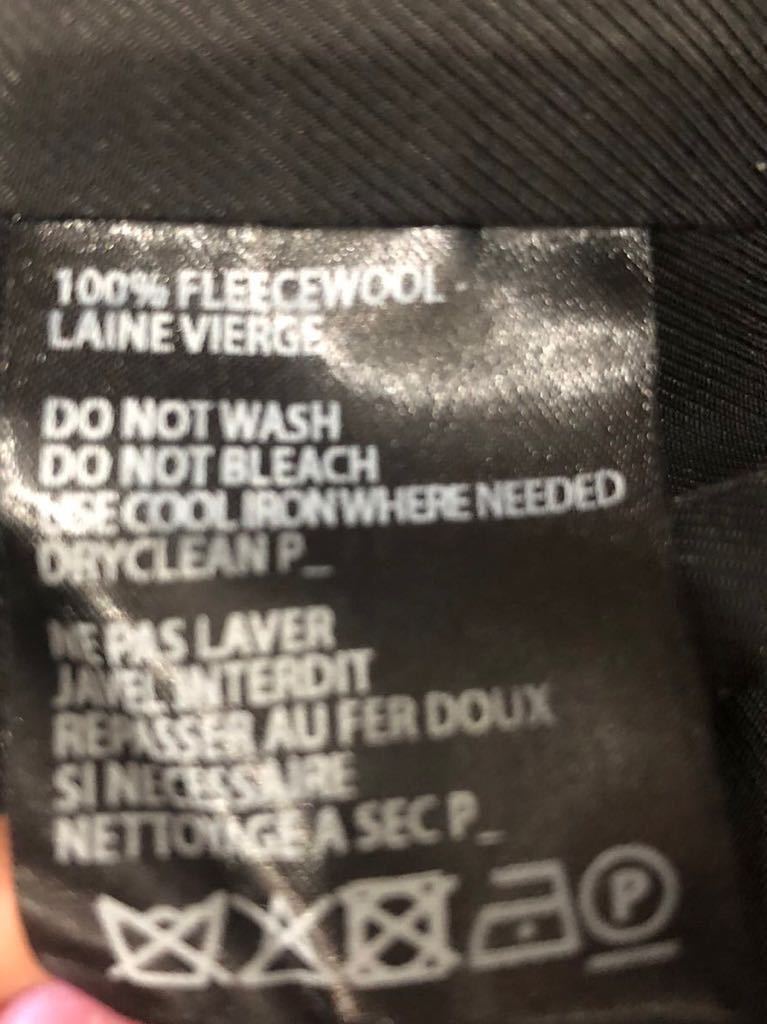 100% FLEECEWOOL
LAINE VIERGE
DO NOT WASH
DO NOT BLEACH
USE COOL IRON WHERE NEEDED
DRYCLEAN P_
NE PAS LAVER
JAVEL INTERDIT
REPASSER AU FER DOUX
SI NECESSAIRE
NETTOYAGE A SEC P_
P